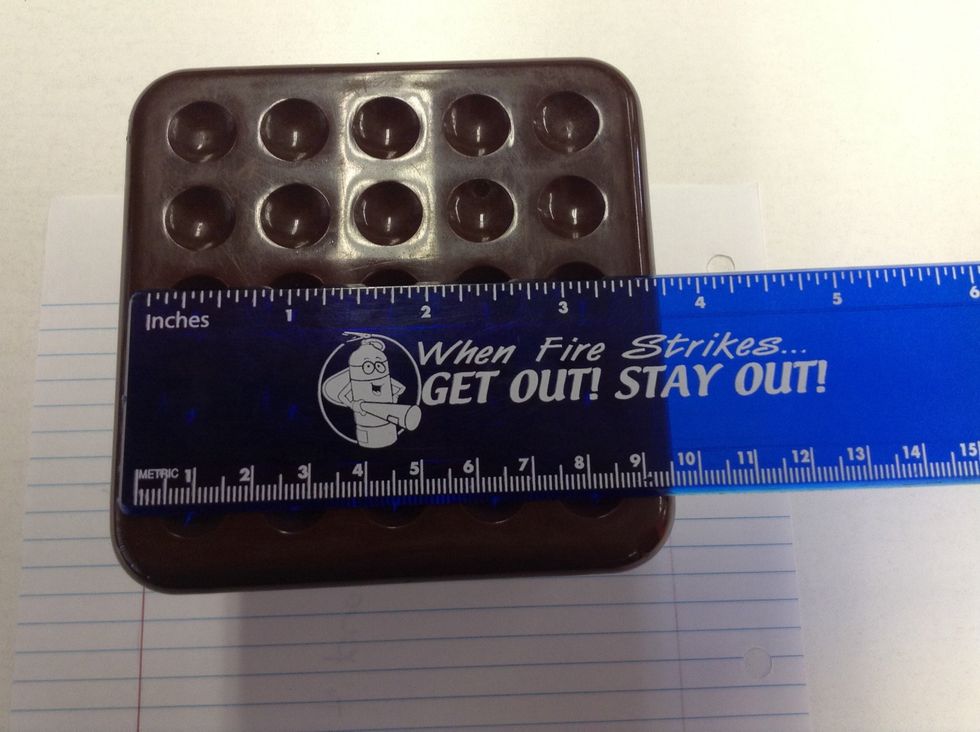 Inches 1 2 3 4 5 6
When Fire Strikes...
GET OUT! STAY OUT!
METRIC 1 2 3 4 5 6 7 8 9 10 11 12 13 14 15